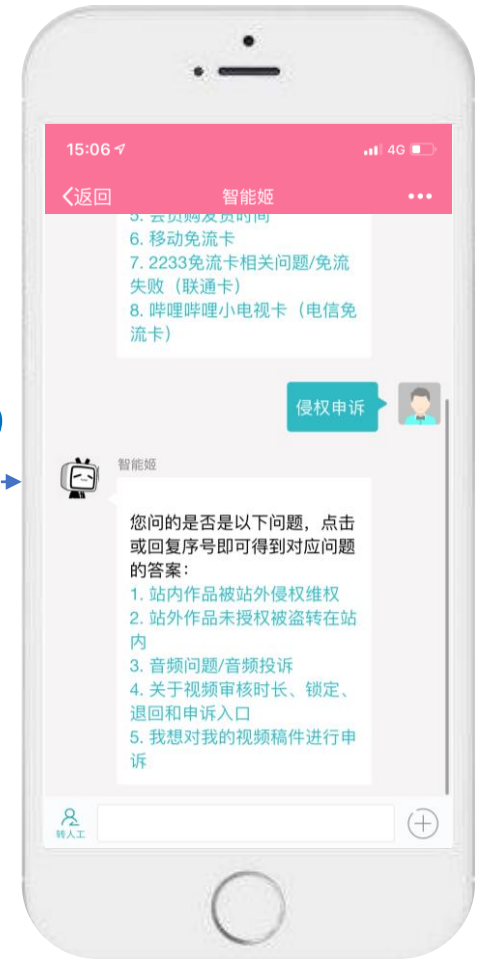 15:06
4G
返回
智能姬
5. 会员购发货时间
6. 移动免流卡
7. 2233免流卡相关问题/免流
失败（联通卡）
8. 哔哩哔哩小电视卡（电信免
流卡）
侵权申诉
智能姬
您问的是否是以下问题，点击
或回复序号即可得到对应问题
的答案：
1. 站内作品被站外侵权维权
2. 站外作品未授权被盗转在站
内
3. 音频问题/音频投诉
4. 关于视频审核时长、锁定、
退回和申诉入口
5. 我想对我的视频稿件进行申
诉
转人工